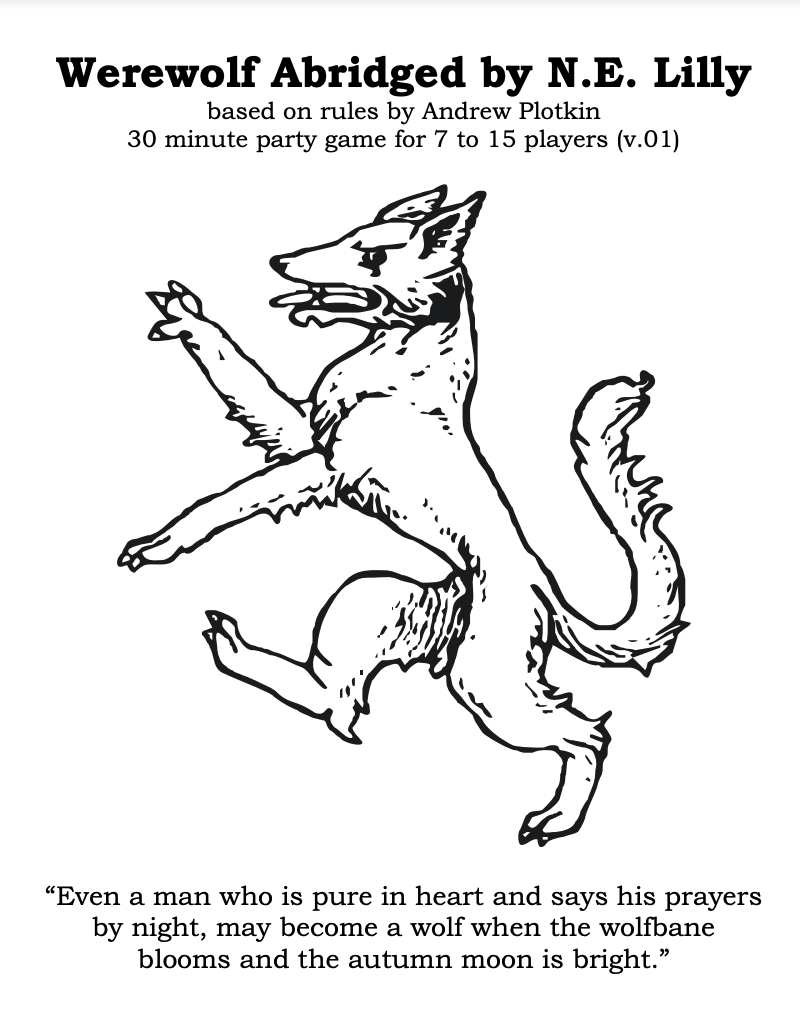 Werewolf Abridged by N.E. Lilly
based on rules by Andrew Plotkin
30 minute party game for 7 to 15 players (v.01)
“Even a man who is pure in heart and says his prayers
by night, may become a wolf when the wolfbane
blooms and the autumn moon is bright.”